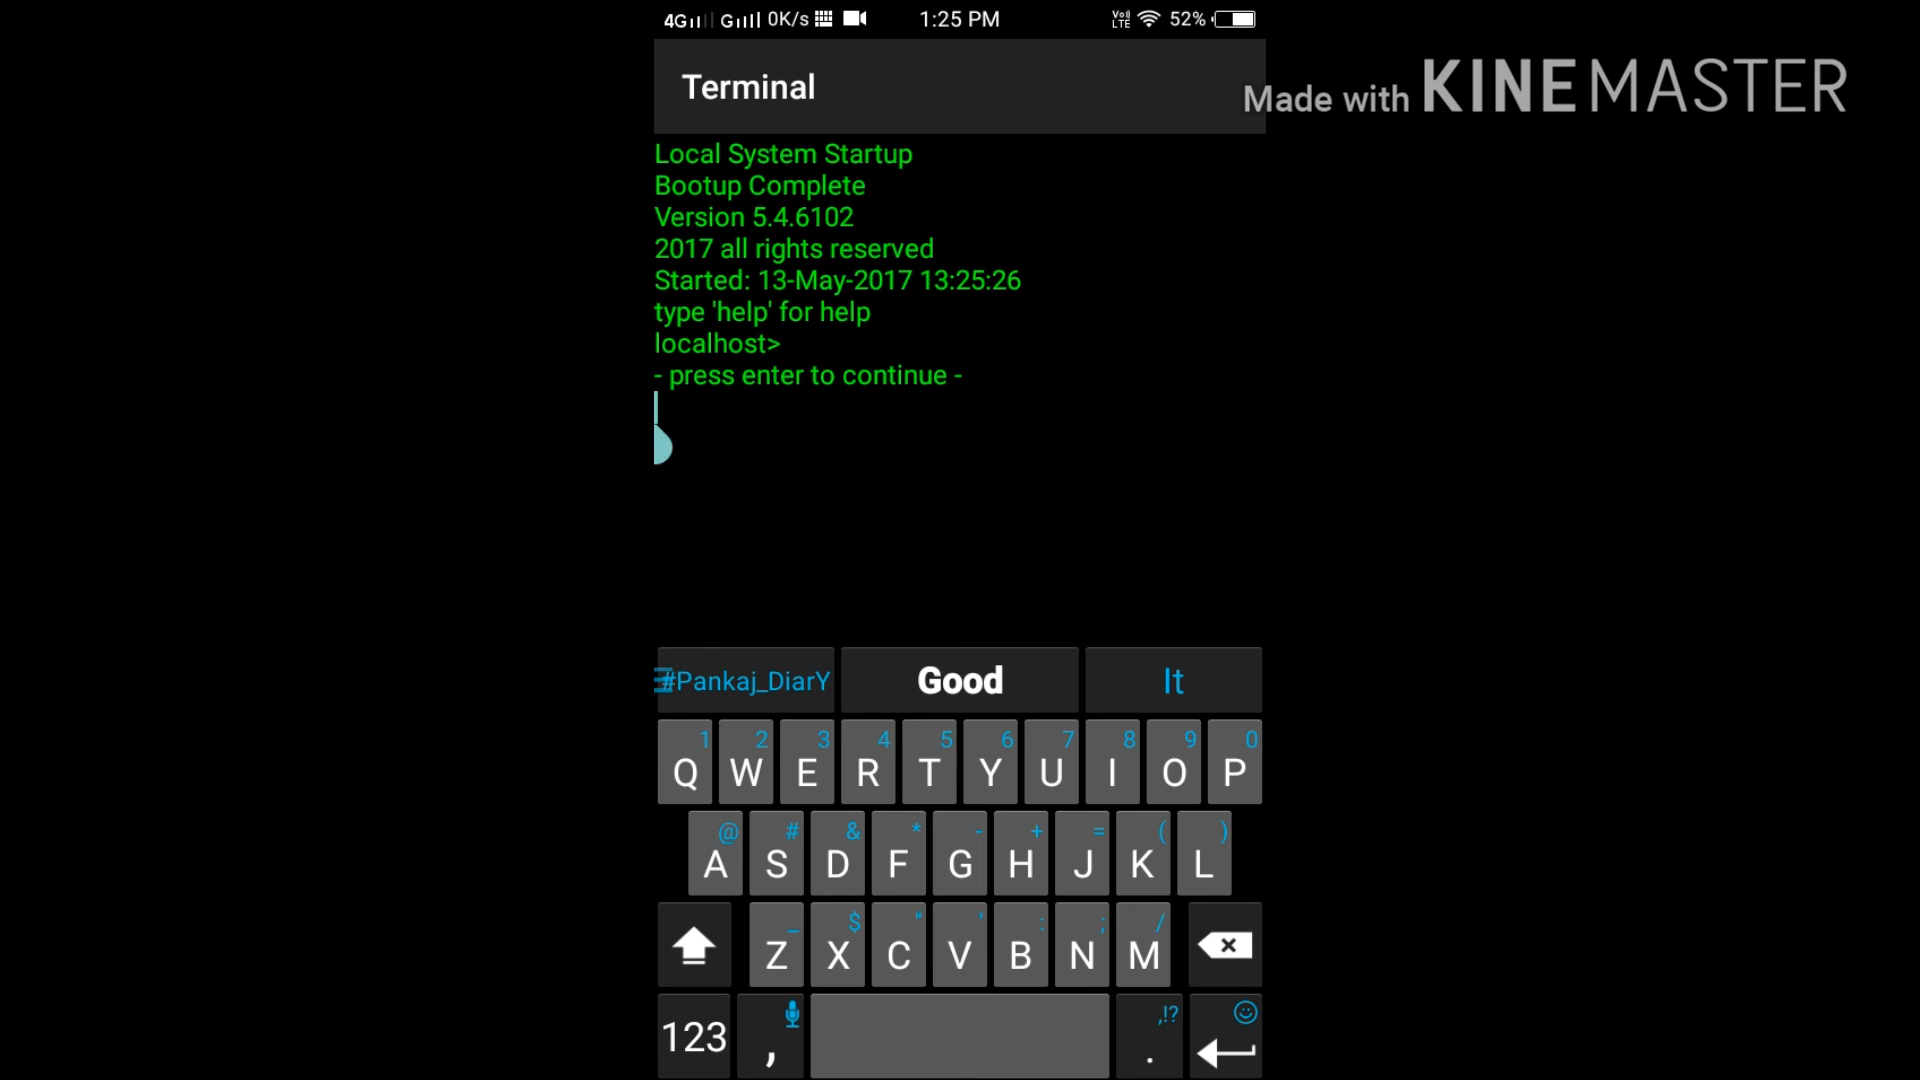 4G G 0K/s 1:25 PM Vo)) LTE 52%
Terminal
Made with KINEMASTER
Local System Startup
Bootup Complete
Version 5.4.6102
2017 all rights reserved
Started: 13-May-2017 13:25:26
type 'help' for help
localhost>
- press enter to continue -
#Pankaj_DiarY Good It
1 2 3 4 5 6 7 8 9 0
Q W E R T Y U I O P
@ # & * - + = ( )
A S D F G H J K L
_ $ " ' : ; /
Z X C V B N M
,!?
123 , .